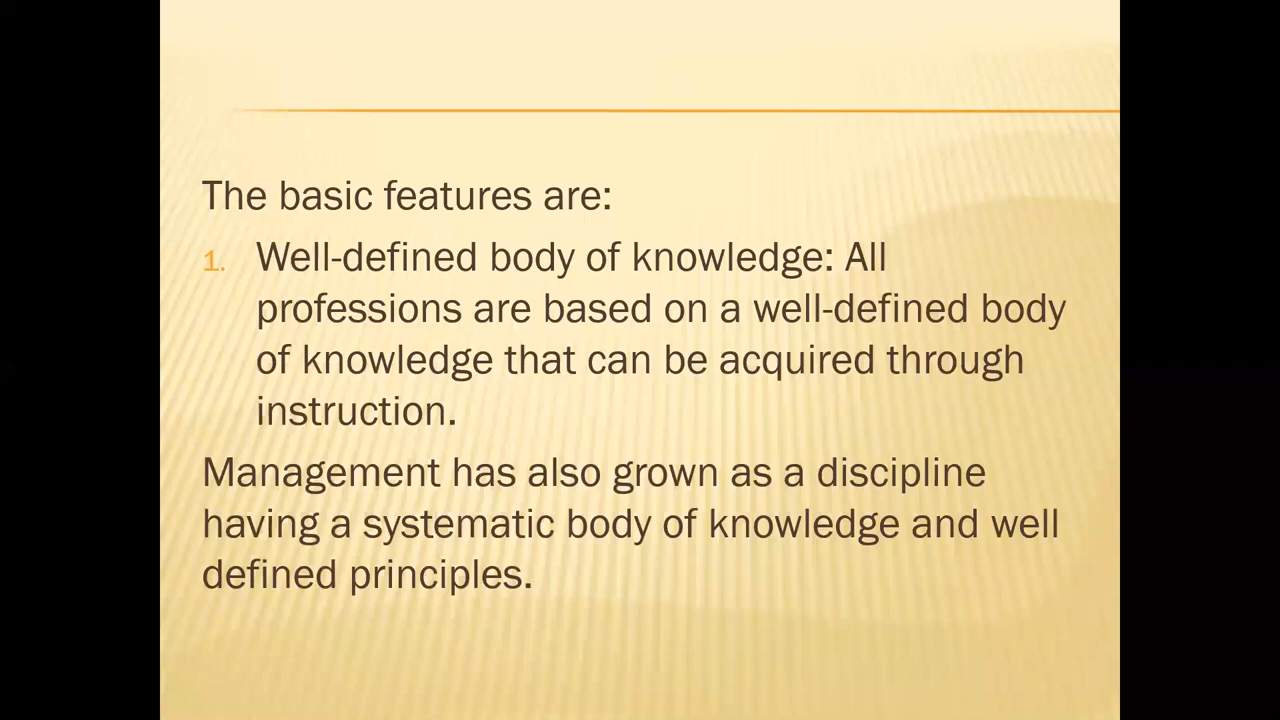 The basic features are:
1. Well-defined body of knowledge: All
professions are based on a well-defined body
of knowledge that can be acquired through
instruction.
Management has also grown as a discipline
having a systematic body of knowledge and well
defined principles.